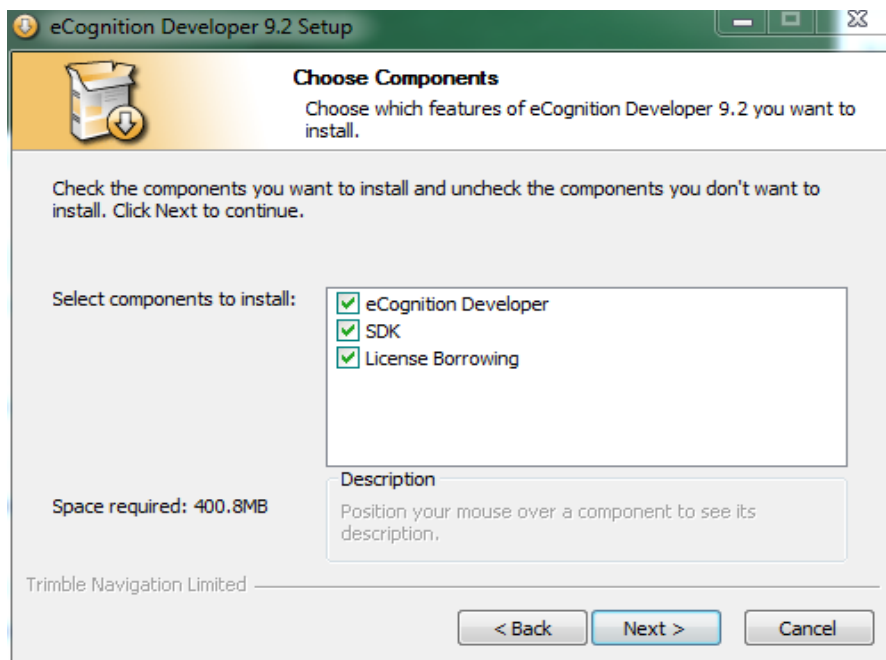 eCognition Developer 9.2 Setup
Choose Components
Choose which features of eCognition Developer 9.2 you want to
install.
Check the components you want to install and uncheck the components you don't want to
install. Click Next to continue.
Select components to install:
eCognition Developer
SDK
License Borrowing
Space required: 400.8MB
Description
Position your mouse over a component to see its
description.
Trimble Navigation Limited
< Back
Next >
Cancel